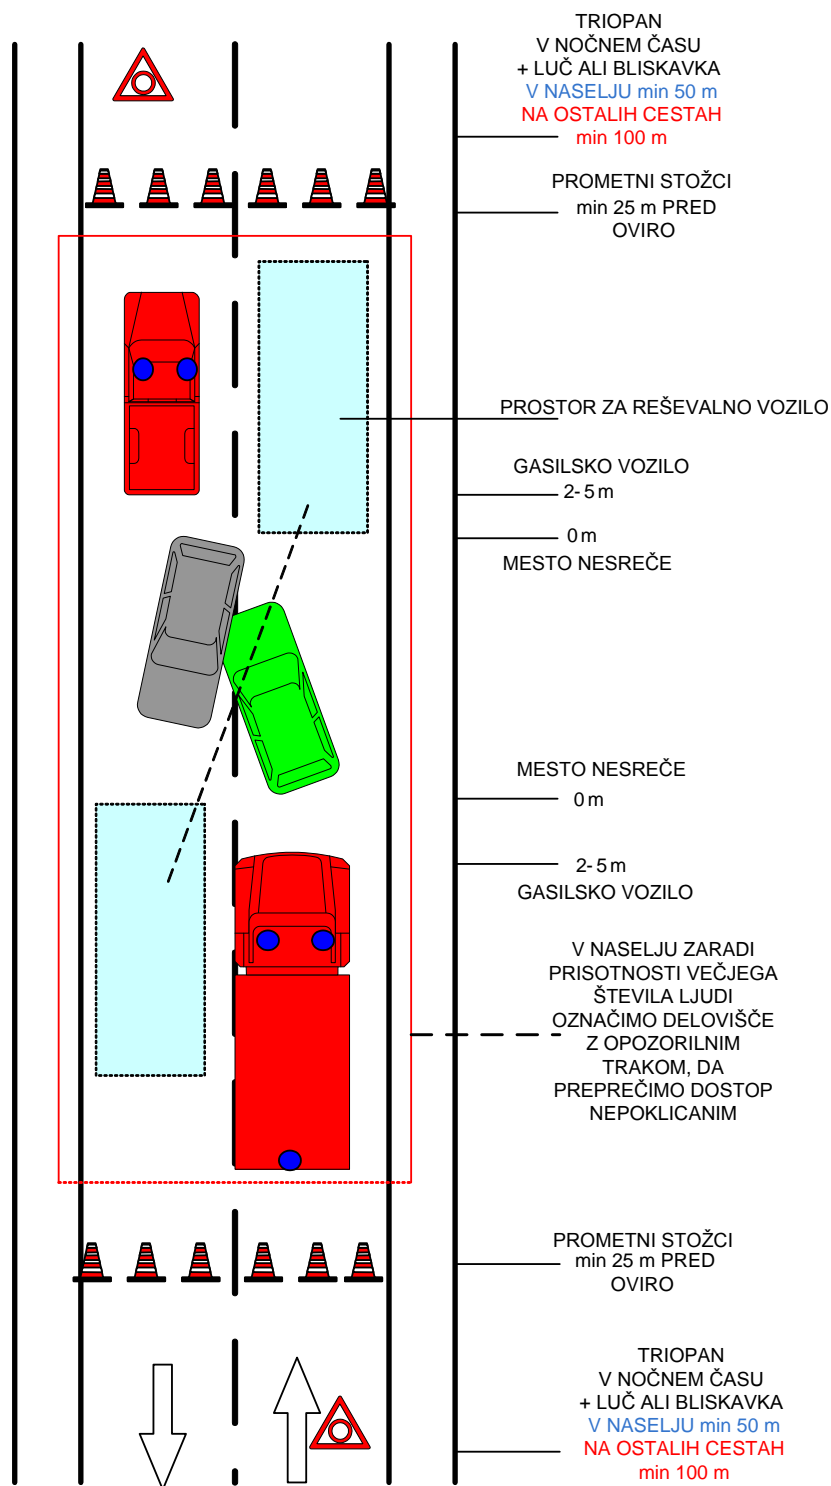 TRIOPAN
V NOČNEM ČASU
+ LUČ ALI BLISKAVKA
V NASELJU min 50 m
NA OSTALIH CESTAH
min 100 m
PROMETNI STOŽCI
min 25 m PRED
OVIRO
PROSTOR ZA REŠEVALNO VOZILO
GASILSKO VOZILO
2-5 m
0 m
MESTO NESREČE
MESTO NESREČE
0 m
2-5 m
GASILSKO VOZILO
V NASELJU ZARADI
PRISOTNOSTI VEČJEGA
ŠTEVILA LJUDI
OZNAČIMO DELOVIŠČE
Z OPOZORILNIM
TRAKOM, DA
PREPREČIMO DOSTOP
NEPOKLICANIM
PROMETNI STOŽCI
min 25 m PRED
OVIRO
TRIOPAN
V NOČNEM ČASU
+ LUČ ALI BLISKAVKA
V NASELJU min 50 m
NA OSTALIH CESTAH
min 100 m